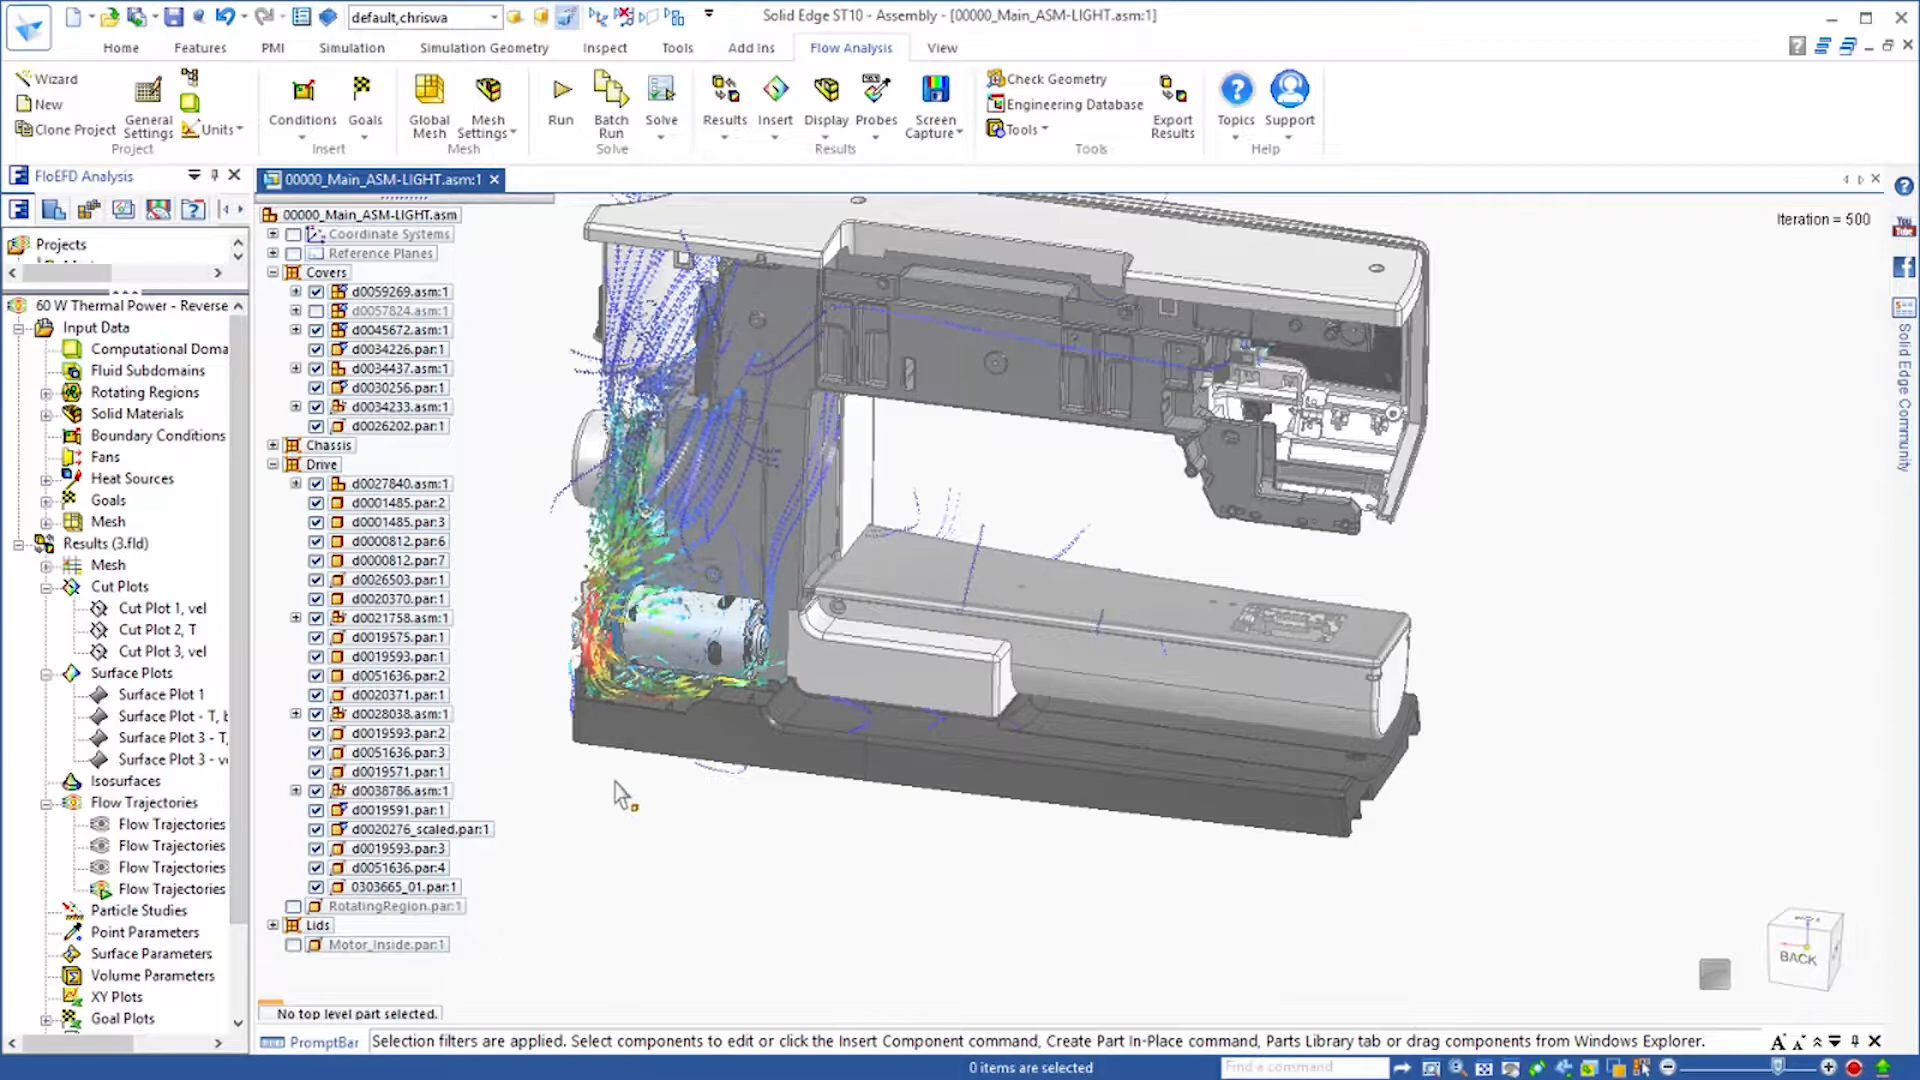 default,chriswa
Solid Edge ST10 - Assembly - [00000_Main_ASM-LIGHT.asm:1]
Home Features PMI Simulation Simulation Geometry Inspect Tools Add Ins Flow Analysis View
Wizard
New
Clone Project
General Settings
Units
Project
Conditions
Goals
Insert
Global Mesh
Mesh Settings
Mesh
Run
Batch Run
Solve
Solve
Results
Insert
Display
Probes
Screen Capture
Results
Check Geometry
Engineering Database
Tools
Export Results
Tools
Topics
Support
Help
FloEFD Analysis
00000_Main_ASM-LIGHT.asm:1
Projects
60 W Thermal Power - Reverse
Input Data
Computational Doma
Fluid Subdomains
Rotating Regions
Solid Materials
Boundary Conditions
Fans
Heat Sources
Goals
Mesh
Results (3.fld)
Mesh
Cut Plots
Cut Plot 1, vel
Cut Plot 2, T
Cut Plot 3, vel
Surface Plots
Surface Plot 1
Surface Plot - T, b
Surface Plot 3 - T,
Surface Plot 3 - v
Isosurfaces
Flow Trajectories
Flow Trajectories
Flow Trajectories
Flow Trajectories
Flow Trajectories
Particle Studies
Point Parameters
Surface Parameters
Volume Parameters
XY Plots
Goal Plots
00000_Main_ASM-LIGHT.asm
Coordinate Systems
Reference Planes
Covers
d0059269.asm:1
d0057824.asm:1
d0045672.asm:1
d0034226.par:1
d0034437.asm:1
d0030256.par:1
d0034233.asm:1
d0026202.par:1
Chassis
Drive
d0027840.asm:1
d0001485.par:2
d0001485.par:3
d0000812.par:6
d0000812.par:7
d0026503.par:1
d0020370.par:1
d0021758.asm:1
d0019575.par:1
d0019593.par:1
d0051636.par:2
d0020371.par:1
d0028038.asm:1
d0019593.par:2
d0051636.par:3
d0019571.par:1
d0038786.asm:1
d0019591.par:1
d0020276_scaled.par:1
d0019593.par:3
d0051636.par:4
0303665_01.par:1
RotatingRegion.par:1
Lids
Motor_Inside.par:1
No top level part selected.
Iteration = 500
BACK
You Tube
Solid Edge Community
PromptBar
Selection filters are applied. Select components to edit or click the Insert Component command, Create Part In-Place command, Parts Library tab or drag components from Windows Explorer.
0 items are selected
Find a command